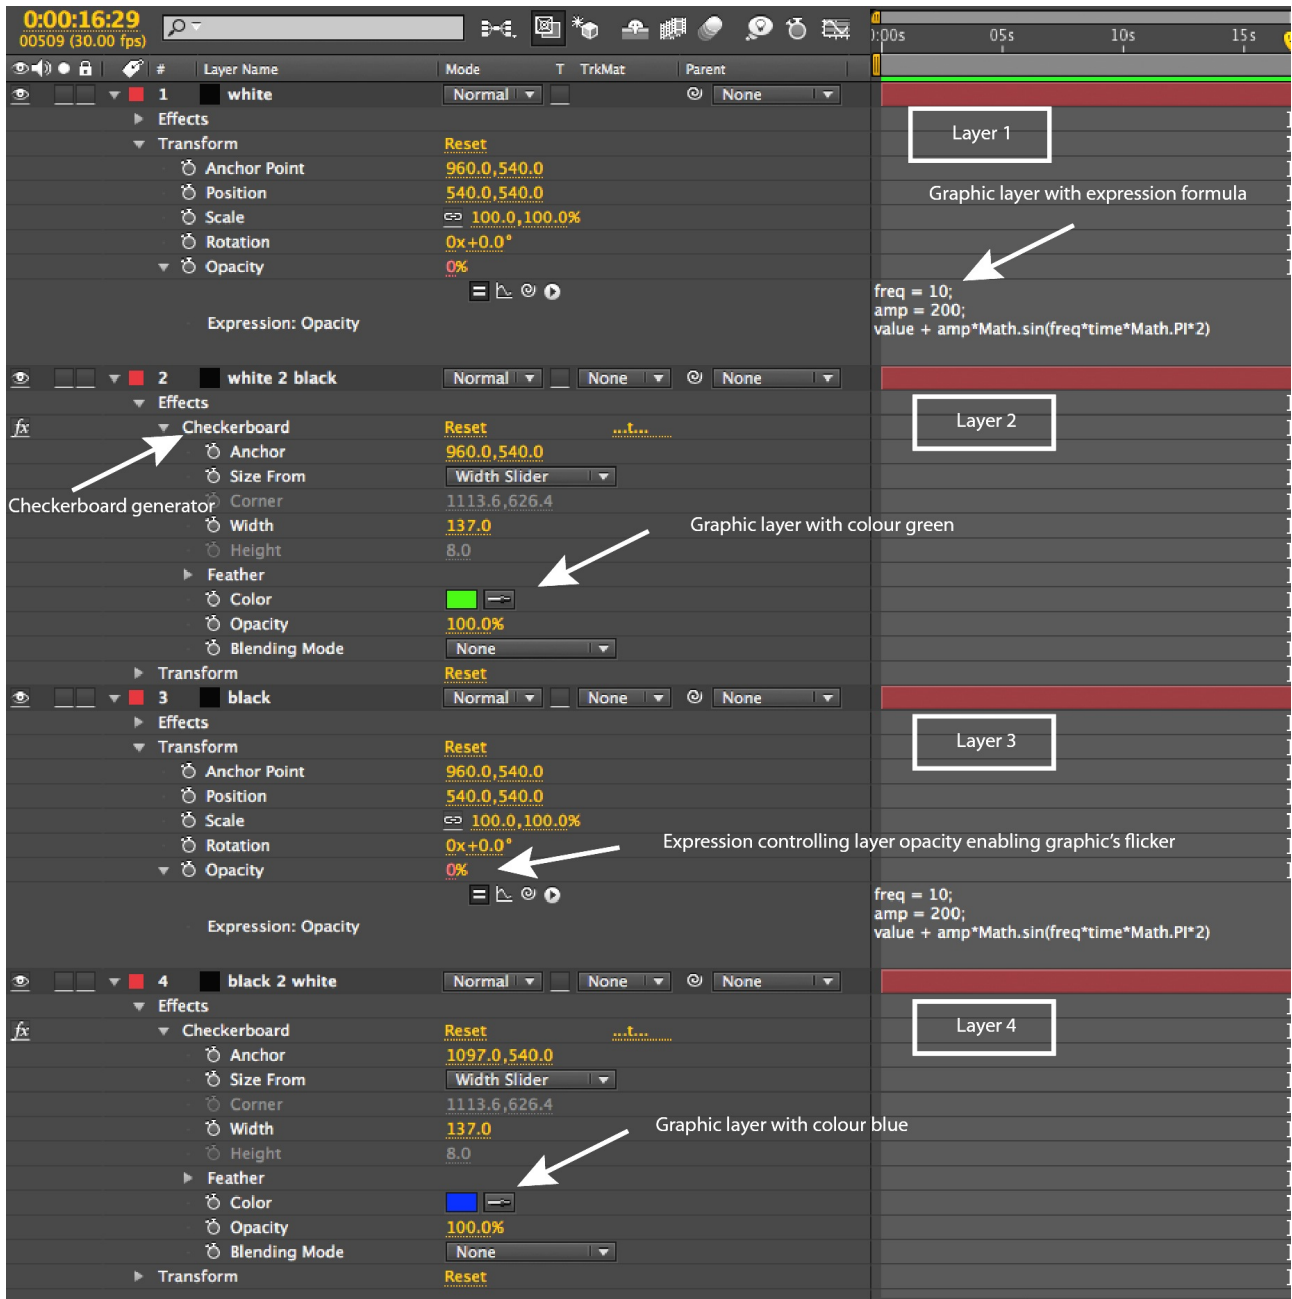 0:00:16:29
00509 (30.00 fps)
:00s 05s 10s 15s
# Layer Name Mode T TrkMat Parent
1 white Normal None
Effects
Layer 1
Transform Reset
Anchor Point 960.0,540.0
Position 540.0,540.0
Graphic layer with expression formula
Scale 100.0,100.0%
Rotation 0x+0.0°
Opacity 0%
freq = 10;
amp = 200;
Expression: Opacity
value + amp*Math.sin(freq*time*Math.PI*2)
2 white 2 black Normal None None
Effects
Layer 2
fx Checkerboard Reset ...t...
Anchor 960.0,540.0
Size From Width Slider
Checkerboard generator
Corner 1113.6,626.4
Width 137.0
Graphic layer with colour green
Height 8.0
Feather
Color
Opacity 100.0%
Blending Mode None
Transform Reset
3 black Normal None None
Effects
Layer 3
Transform Reset
Anchor Point 960.0,540.0
Position 540.0,540.0
Scale 100.0,100.0%
Rotation 0x+0.0°
Expression controlling layer opacity enabling graphic's flicker
Opacity 0%
freq = 10;
amp = 200;
Expression: Opacity
value + amp*Math.sin(freq*time*Math.PI*2)
4 black 2 white Normal None None
Effects
Layer 4
fx Checkerboard Reset ...t...
Anchor 1097.0,540.0
Size From Width Slider
Corner 1113.6,626.4
Width 137.0
Graphic layer with colour blue
Height 8.0
Feather
Color
Opacity 100.0%
Blending Mode None
Transform Reset